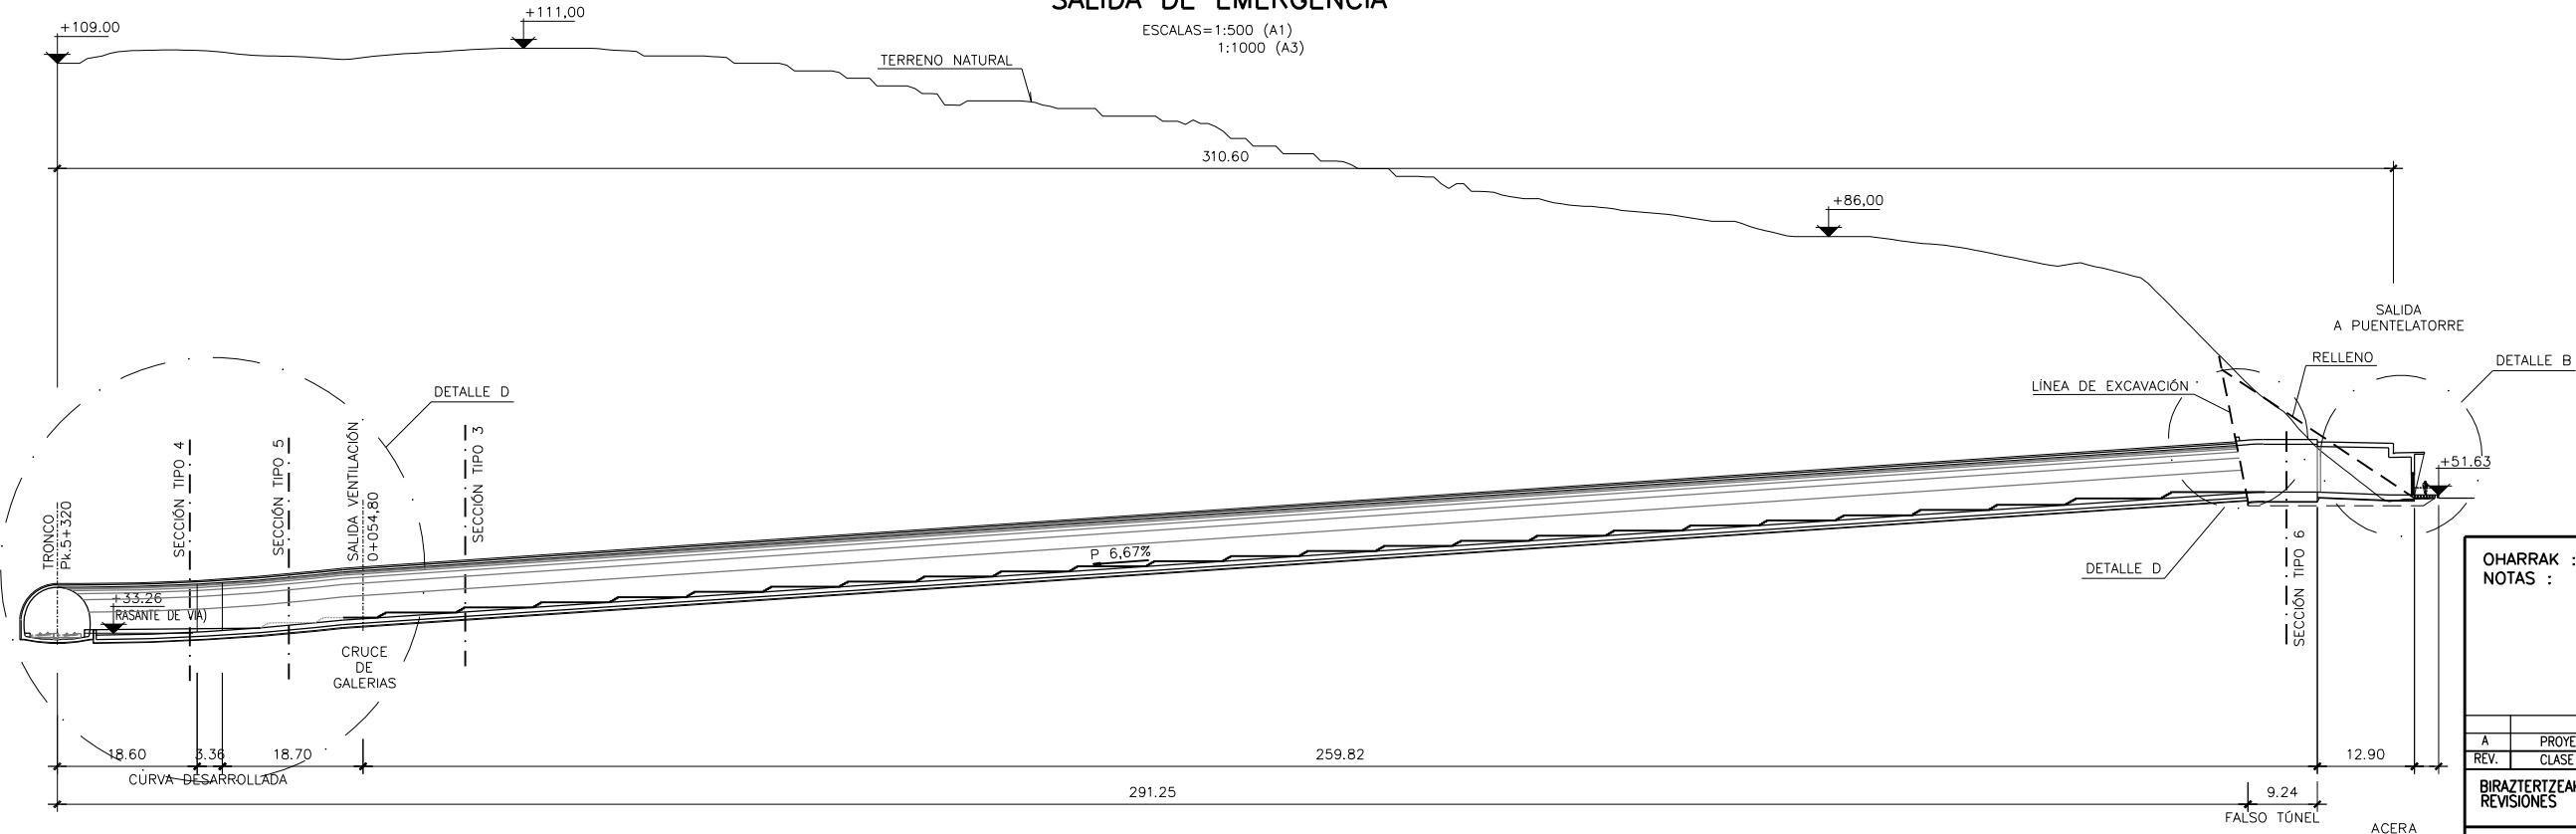 SALIDA DE EMERGENCIA
ESCALAS=1:500 (A1)
1:1000 (A3)
+109.00
+111,00
TERRENO NATURAL
310.60
+86,00
SALIDA
A PUENTELATORRE
RELLENO
DETALLE B
LÍNEA DE EXCAVACIÓN
DETALLE D
+51.63
TRONCO
Pk.5+320
SECCIÓN TIPO 4
SECCIÓN TIPO 5
SALIDA VENTILACIÓN
0+054,80
SECCIÓN TIPO 3
P 6,67%
+33.26
RASANTE DE VÍA)
CRUCE
DE
GALERIAS
DETALLE D
SECCIÓN TIPO 6
OHARRAK :
NOTAS :
18.60
3.36
18.70
259.82
12.90
CURVA DESARROLLADA
291.25
9.24
FALSO TÚNEL
ACERA
A PROYE
REV. CLASE
BIRAZTERTZEAK
REVISIONES